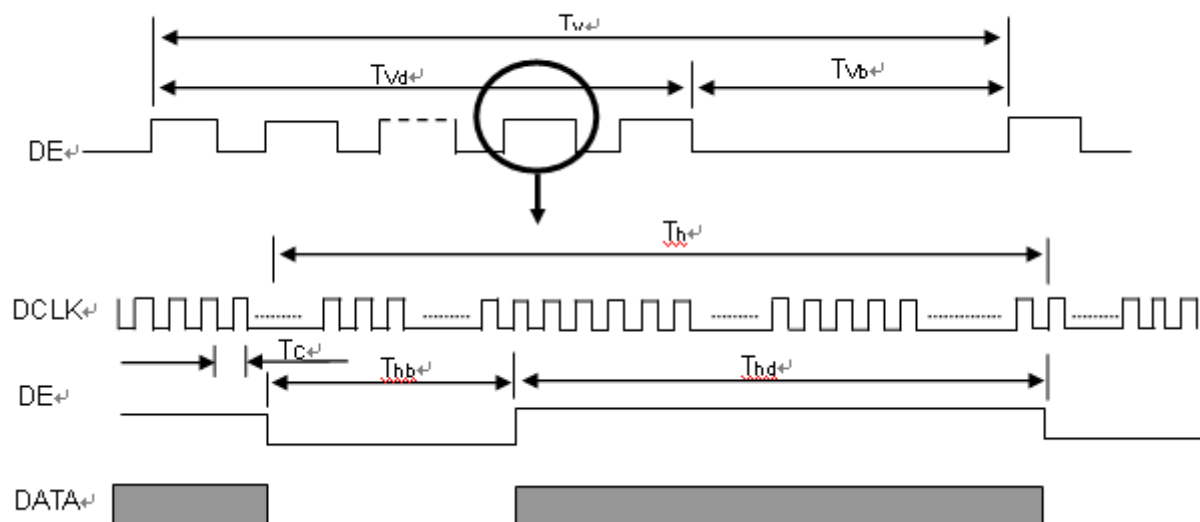 Tv↵
Tvd↵
Tvb↵
DE↵
Th↵
DCLK↵
Tc↵
Thb↵
Thd↵
DE↵
DATA↵